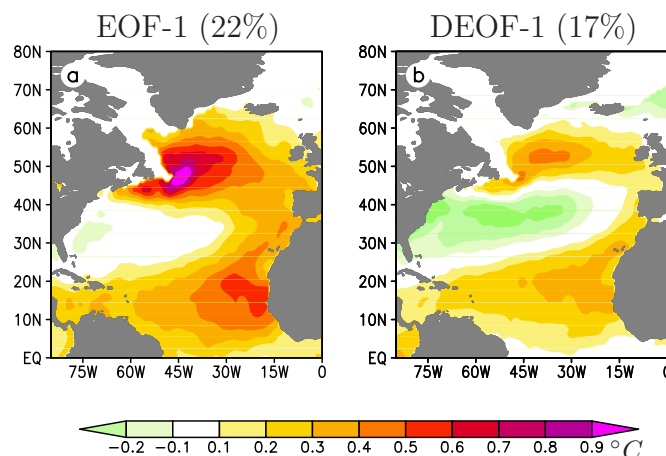 EOF-1 (22%) DEOF-1 (17%)
80N 80N
a b
70N 70N
60N 60N
50N 50N
40N 40N
30N 30N
20N 20N
10N 10N
EQ EQ
75W 60W 45W 30W 15W 0 75W 60W 45W 30W 15W 0
−0.2 −0.1 0.1 0.2 0.3 0.4 0.5 0.6 0.7 0.8 0.9 °C